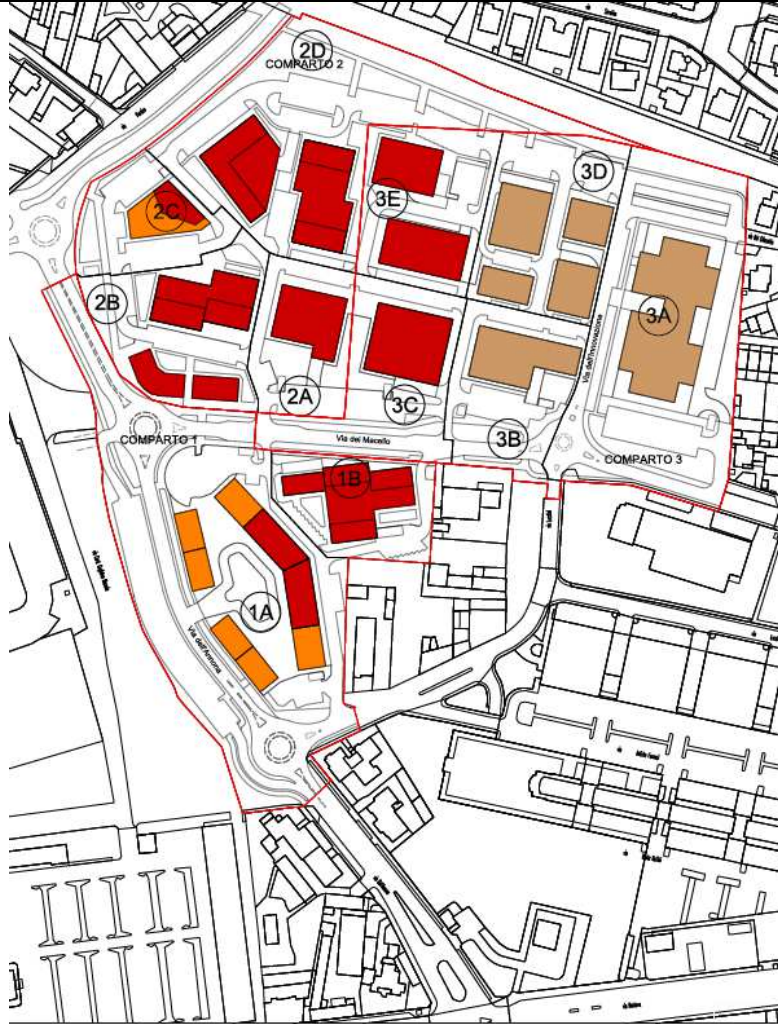 2D
COMPARTO 2
3D
3E
2C
2B
3A
Via dell'Innovazione
2A
3C
Via del Macello
3B
COMPARTO 1
COMPARTO 3
1B
1A
Via dell'Annona